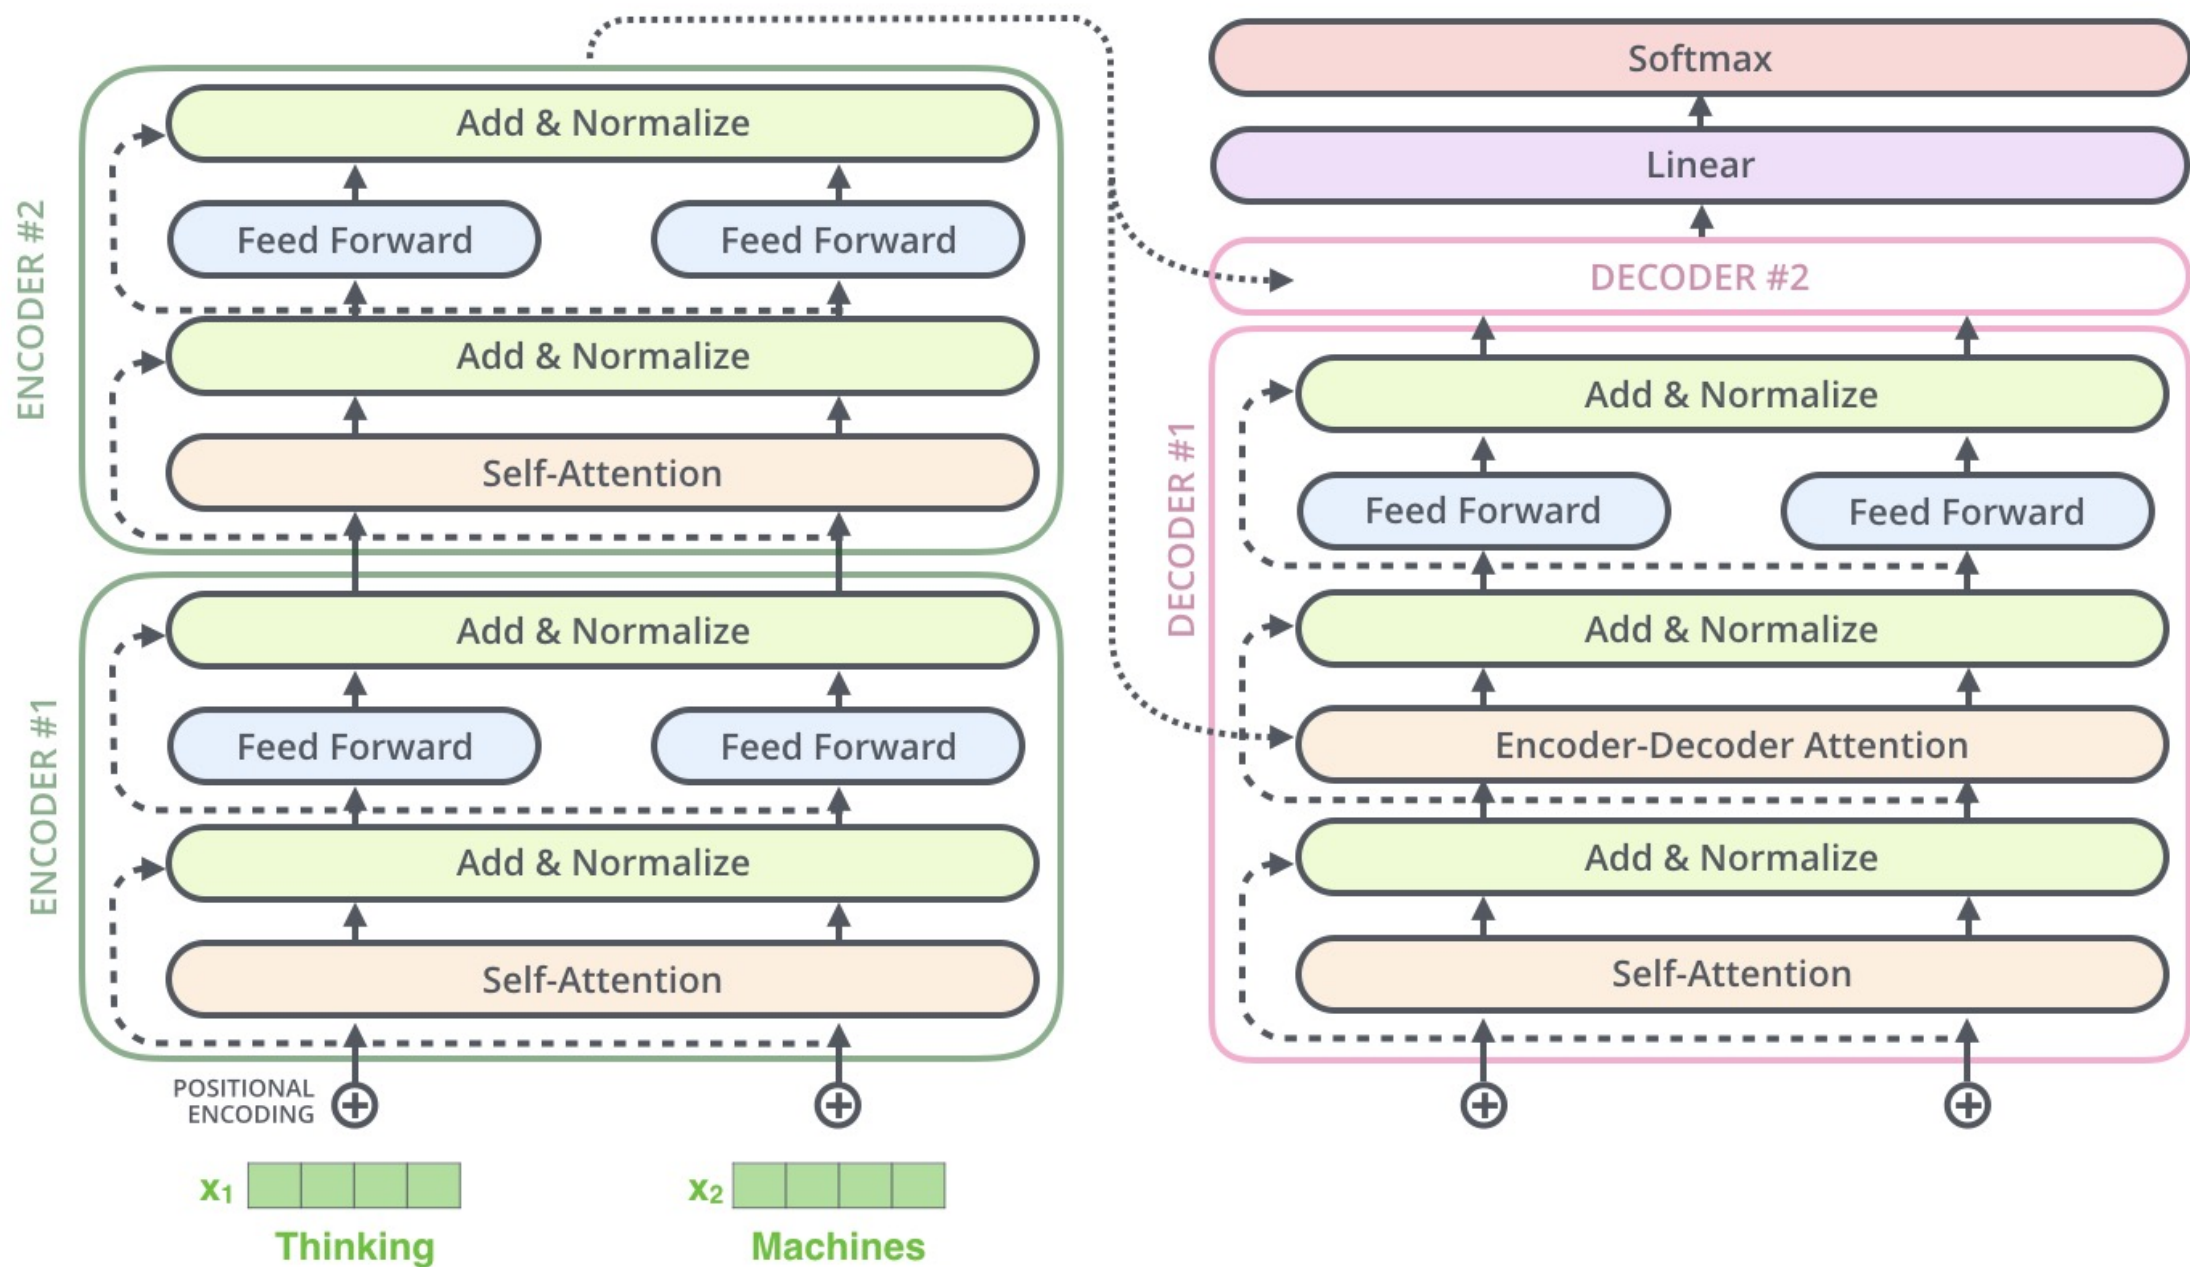 ENCODER #2
Add & Normalize
Feed Forward
Feed Forward
Add & Normalize
Self-Attention
ENCODER #1
Add & Normalize
Feed Forward
Feed Forward
Add & Normalize
Self-Attention
POSITIONAL
ENCODING
x₁
x₂
Thinking
Machines
Softmax
Linear
DECODER #2
DECODER #1
Add & Normalize
Feed Forward
Feed Forward
Add & Normalize
Encoder-Decoder Attention
Add & Normalize
Self-Attention